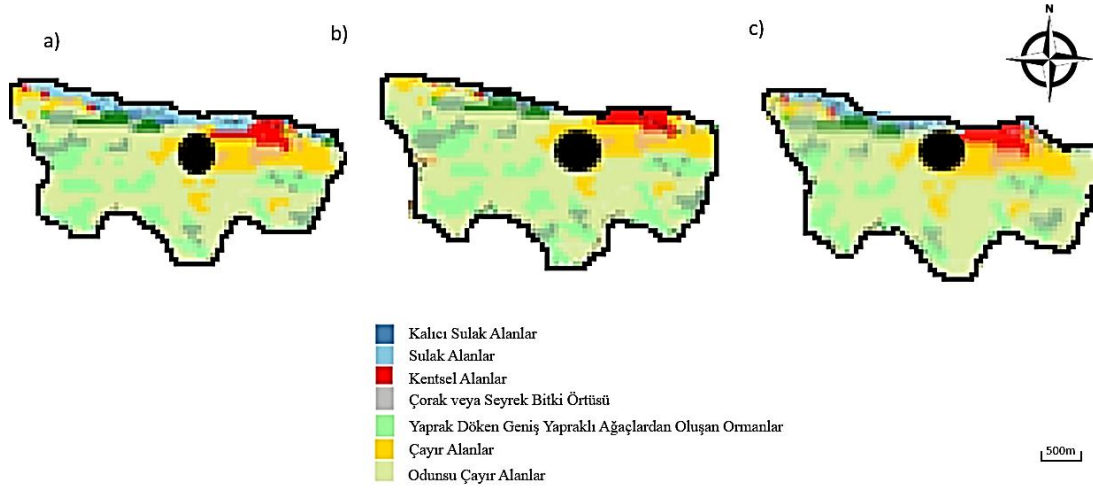 a)
b)
c)
N
Kalıcı Sulak Alanlar
Sulak Alanlar
Kentsel Alanlar
Çorak veya Seyrek Bitki Örtüsü
Yaprak Döken Geniş Yapraklı Ağaçlardan Oluşan Ormanlar
Çayır Alanlar
Odunsu Çayır Alanlar
500m